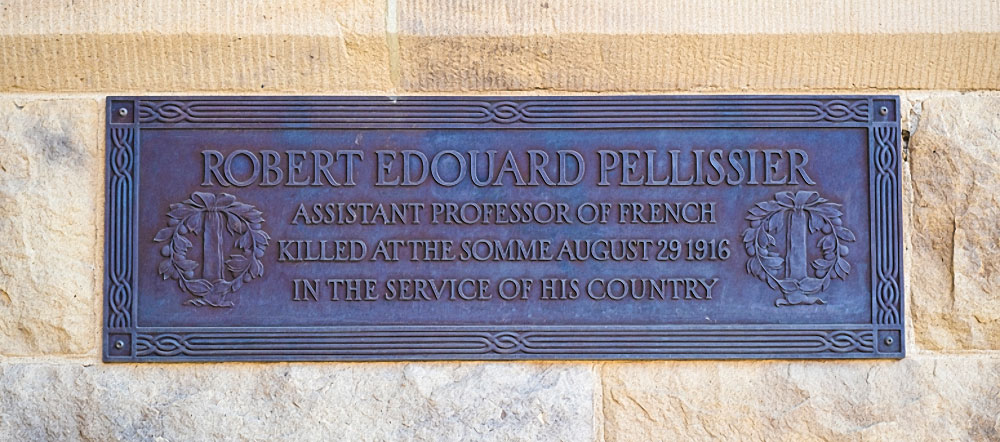 ROBERT EDOUARD PELLISSIER
ASSISTANT PROFESSOR OF FRENCH
KILLED AT THE SOMME AUGUST 29 1916
IN THE SERVICE OF HIS COUNTRY